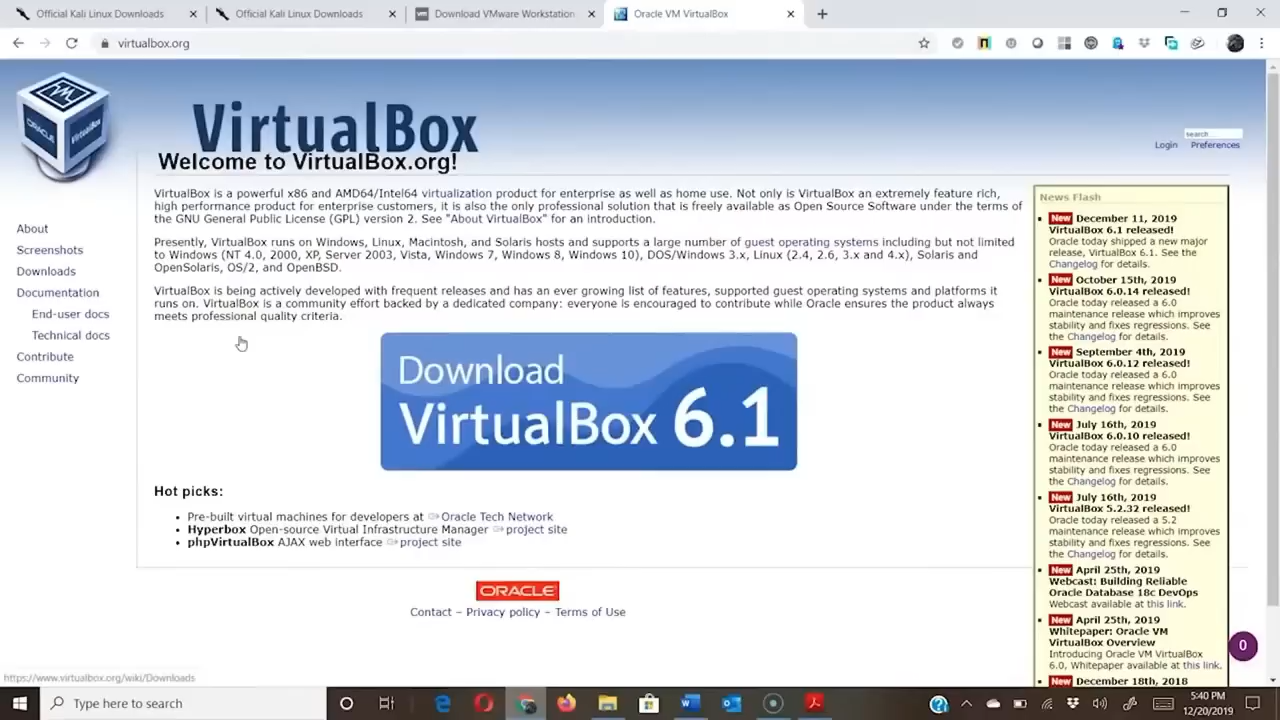 Official Kali Linux Downloads
Official Kali Linux Downloads
Download VMware Workstation
Oracle VM VirtualBox
virtualbox.org
ORACLE
VirtualBox
VirtualBox
Welcome to VirtualBox.org!
search...
Login
Preferences
About
Screenshots
Downloads
Documentation
End-user docs
Technical docs
Contribute
Community
VirtualBox is a powerful x86 and AMD64/Intel64 virtualization product for enterprise as well as home use. Not only is VirtualBox an extremely feature rich,
high performance product for enterprise customers, it is also the only professional solution that is freely available as Open Source Software under the terms of
the GNU General Public License (GPL) version 2. See "About VirtualBox" for an introduction.
Presently, VirtualBox runs on Windows, Linux, Macintosh, and Solaris hosts and supports a large number of guest operating systems including but not limited
to Windows (NT 4.0, 2000, XP, Server 2003, Vista, Windows 7, Windows 8, Windows 10), DOS/Windows 3.x, Linux (2.4, 2.6, 3.x and 4.x), Solaris and
OpenSolaris, OS/2, and OpenBSD.
VirtualBox is being actively developed with frequent releases and has an ever growing list of features, supported guest operating systems and platforms it
runs on. VirtualBox is a community effort backed by a dedicated company: everyone is encouraged to contribute while Oracle ensures the product always
meets professional quality criteria.
Download
VirtualBox 6.1
Hot picks:
• Pre-built virtual machines for developers at Oracle Tech Network
• Hyperbox Open-source Virtual Infrastructure Manager project site
• phpVirtualBox AJAX web interface project site
ORACLE
Contact – Privacy policy – Terms of Use
News Flash
• New December 11, 2019
VirtualBox 6.1 released!
Oracle today shipped a new major
release, VirtualBox 6.1. See the
Changelog for details.
• New October 15th, 2019
VirtualBox 6.0.14 released!
Oracle today released a 6.0
maintenance release which improves
stability and fixes regressions. See
the Changelog for details.
• New September 4th, 2019
VirtualBox 6.0.12 released!
Oracle today released a 6.0
maintenance release which improves
stability and fixes regressions. See
the Changelog for details.
• New July 16th, 2019
VirtualBox 6.0.10 released!
Oracle today released a 6.0
maintenance release which improves
stability and fixes regressions. See
the Changelog for details.
• New July 16th, 2019
VirtualBox 5.2.32 released!
Oracle today released a 5.2
maintenance release which improves
stability and fixes regressions. See
the Changelog for details.
• New April 25th, 2019
Webcast: Building Reliable
Oracle Database 18c DevOps
Webcast available at this link.
• New April 25th, 2019
Whitepaper: Oracle VM
VirtualBox Overview
Introducing Oracle VM VirtualBox
6.0, Whitepaper available at this link.
• New December 18th, 2018
0
https://www.virtualbox.org/wiki/Downloads
Type here to search
5:40 PM
12/20/2019